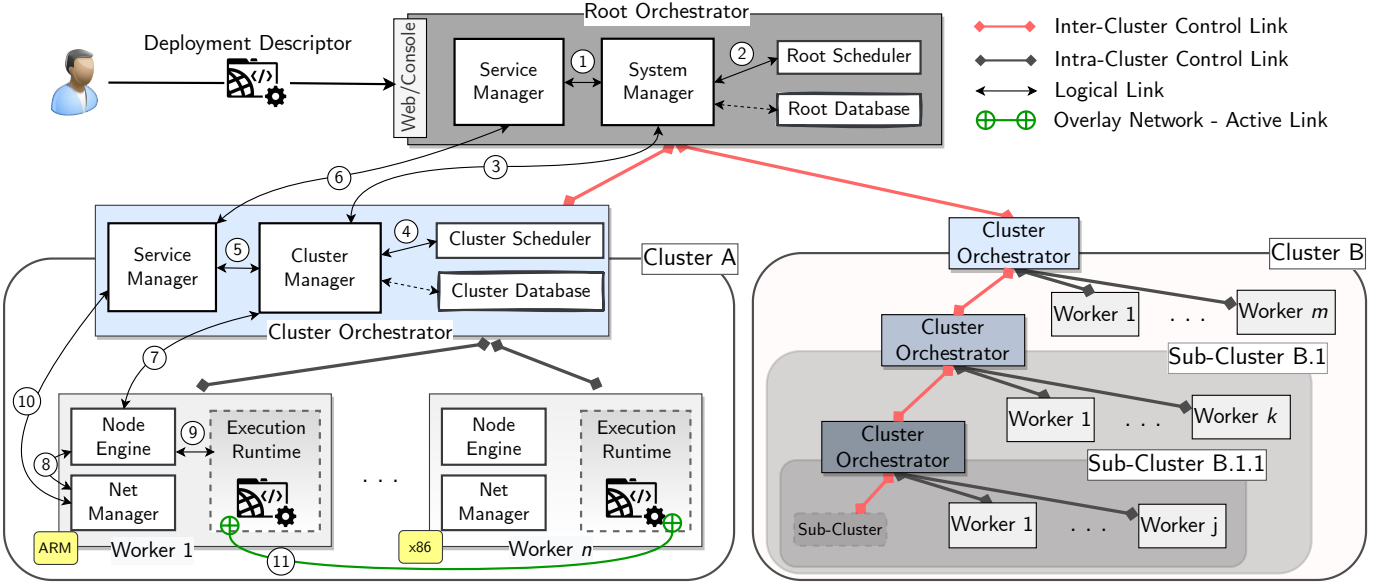 Root Orchestrator
Deployment Descriptor
Web/Console
Service
Manager
1
System
Manager
2
Root Scheduler
Root Database
Inter-Cluster Control Link
Intra-Cluster Control Link
Logical Link
Overlay Network - Active Link
6
3
Service
Manager
5
Cluster
Manager
4
Cluster Scheduler
Cluster Database
Cluster Orchestrator
Cluster A
7
10
Node
Engine
9
Execution
Runtime
</>
8
Net
Manager
ARM
Worker 1
. . .
Node
Engine
Execution
Runtime
</>
Net
Manager
x86
Worker n
11
Cluster B
Cluster
Orchestrator
Worker 1
. . .
Worker m
Sub-Cluster B.1
Cluster
Orchestrator
Worker 1
. . .
Worker k
Sub-Cluster B.1.1
Cluster
Orchestrator
Sub-Cluster
Worker 1
. . .
Worker j